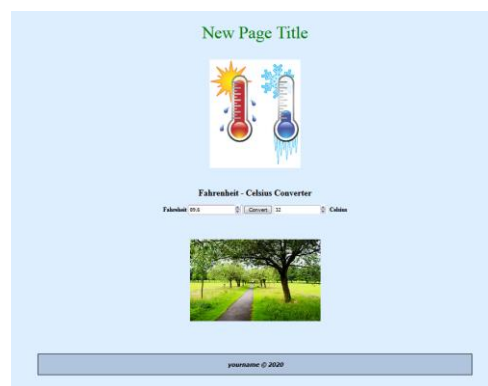 New Page Title
Fahrenheit - Celsius Converter
Fahrenheit 89.6 Convert 32 Celsius
yourname © 2020